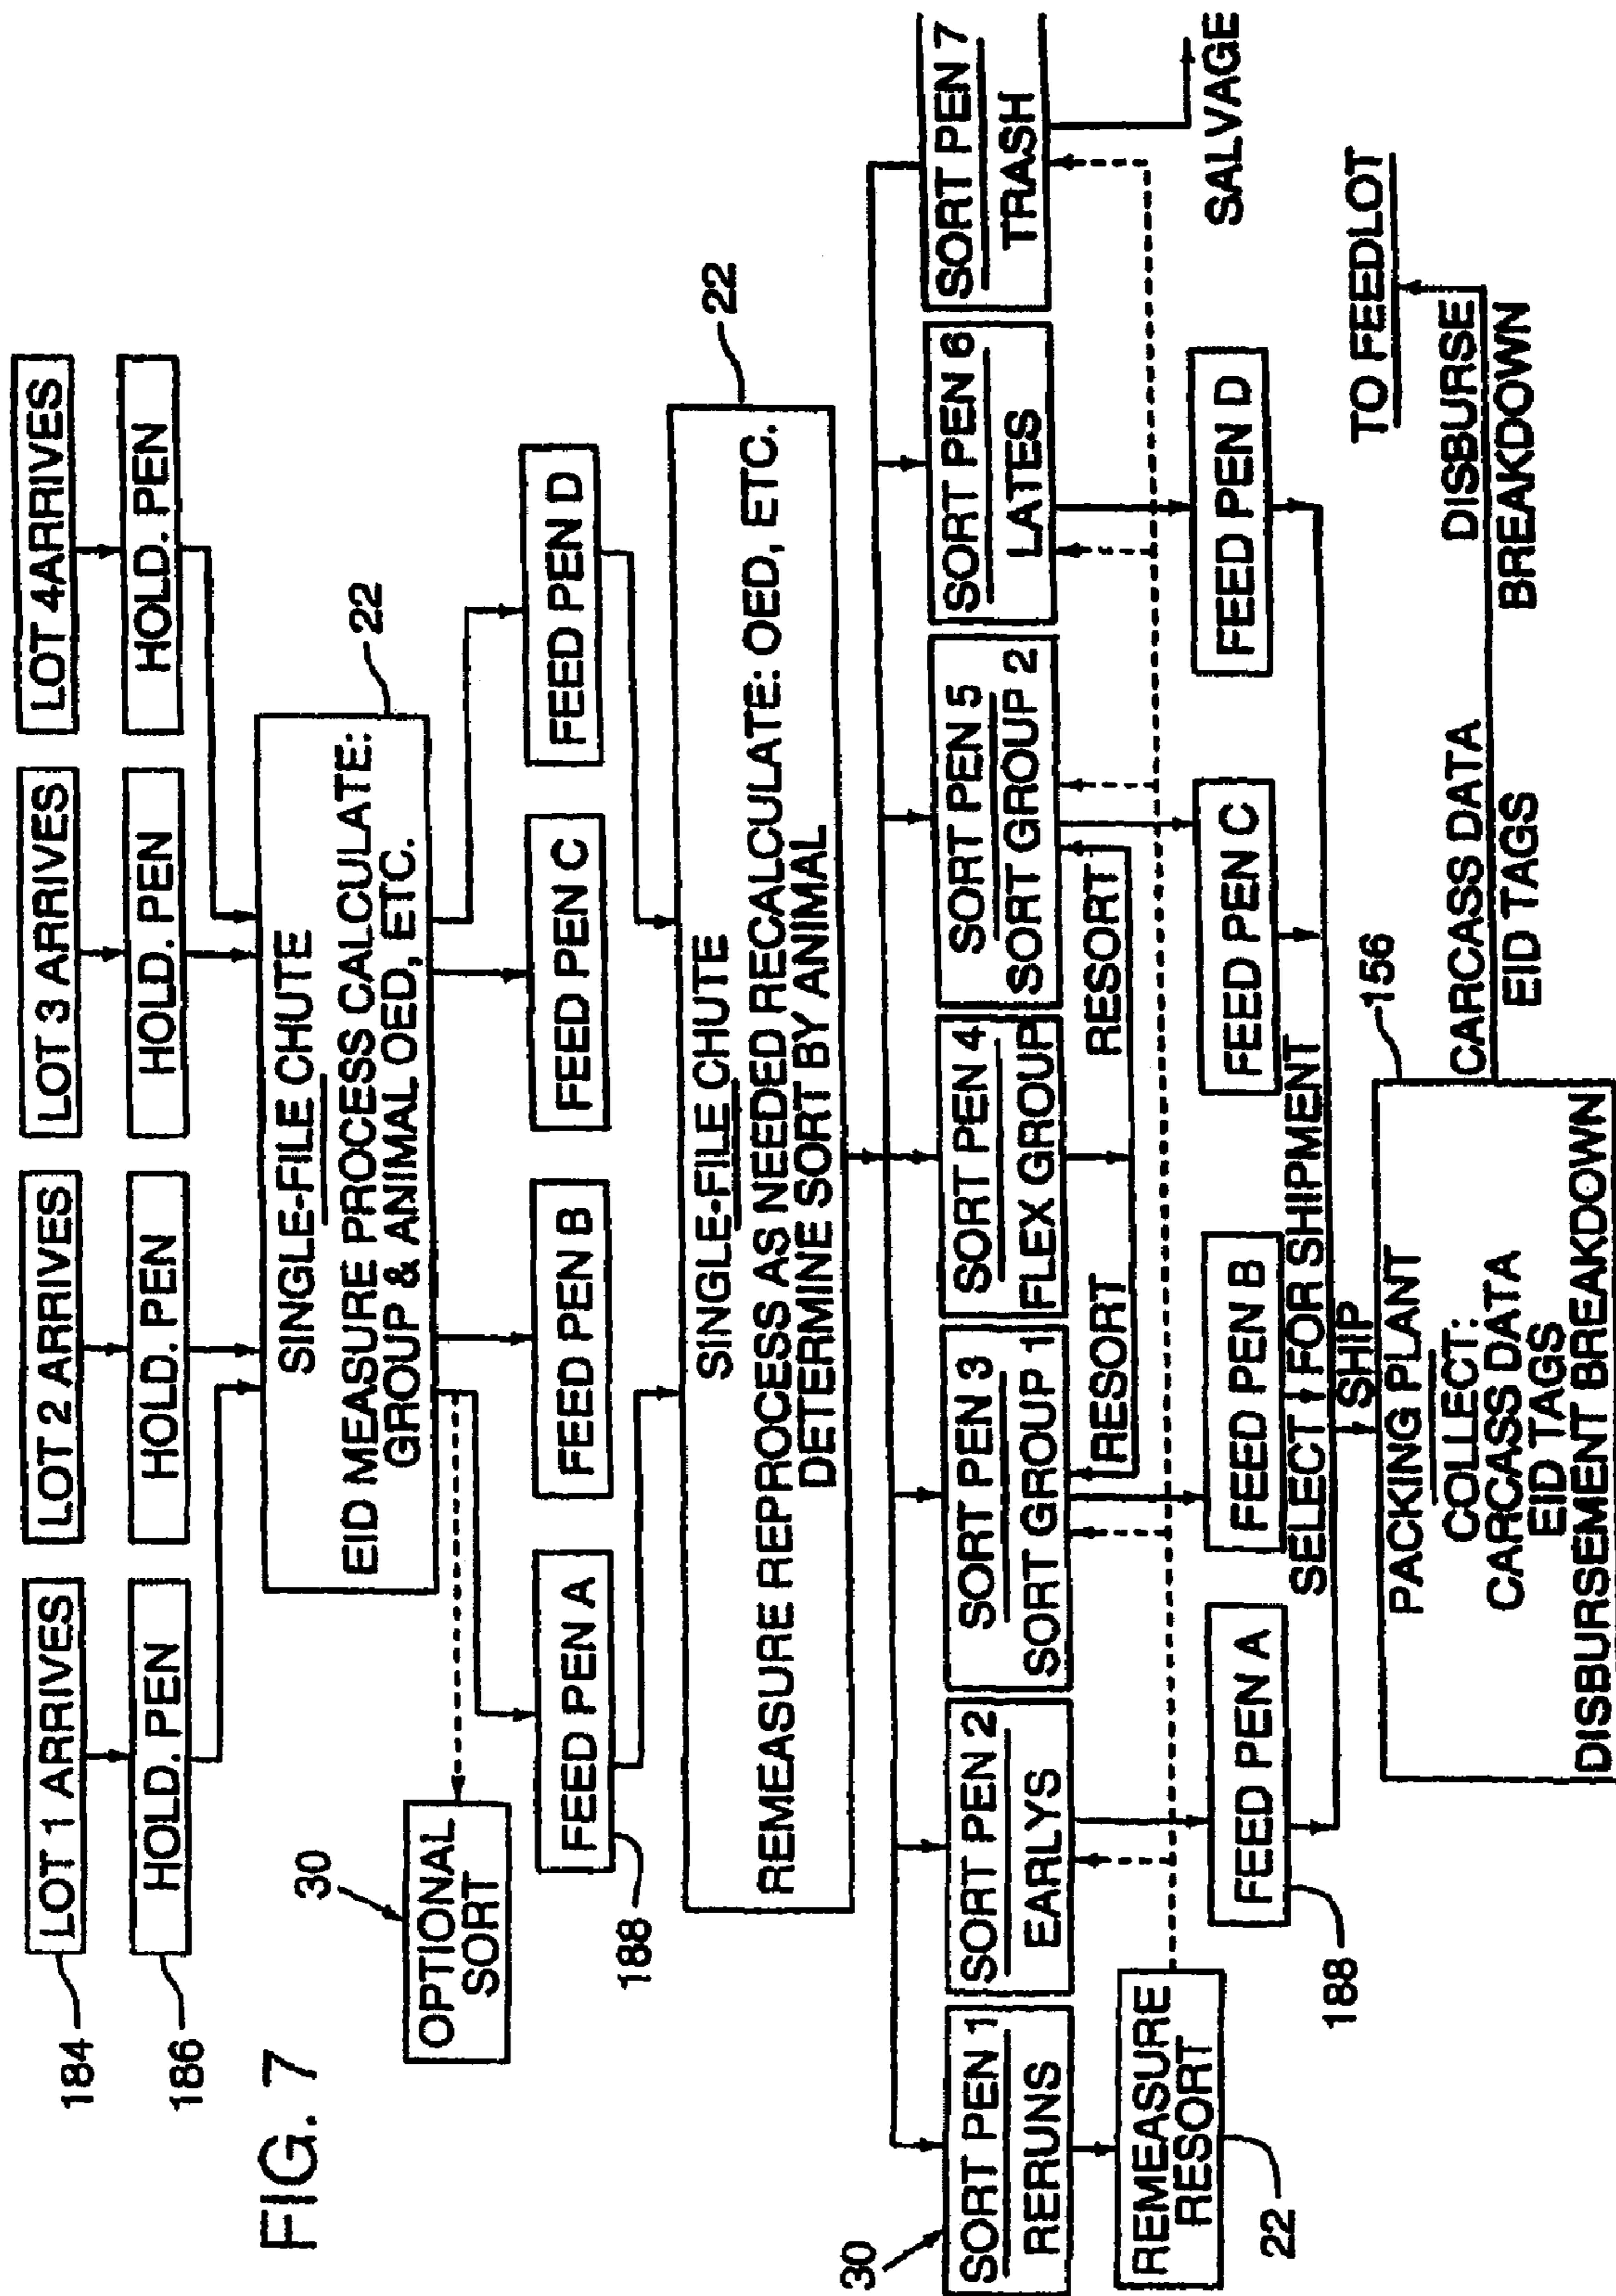 FIG. 7
184
LOT 1 ARRIVES
LOT 2 ARRIVES
LOT 3 ARRIVES
LOT 4 ARRIVES
186
HOLD. PEN
HOLD. PEN
HOLD. PEN
HOLD. PEN
SINGLE-FILE CHUTE
EID MEASURE PROCESS CALCULATE:
GROUP & ANIMAL OED, ETC.
22
30
OPTIONAL
SORT
188
FEED PEN A
FEED PEN B
FEED PEN C
FEED PEN D
SINGLE-FILE CHUTE
REMEASURE REPROCESS AS NEEDED RECALCULATE: OED, ETC.
DETERMINE SORT BY ANIMAL
22
30
SORT PEN 1
RERUNS
SORT PEN 2
EARLYS
SORT PEN 3
SORT GROUP 1
SORT PEN 4
FLEX GROUP
SORT PEN 5
SORT GROUP 2
SORT PEN 6
LATES
SORT PEN 7
TRASH
RESORT
RESORT
REMEASURE
RESORT
22
SALVAGE
188
FEED PEN A
FEED PEN B
FEED PEN C
FEED PEN D
SELECT FOR SHIPMENT
SHIP
156
PACKING PLANT
COLLECT:
CARCASS DATA
EID TAGS
DISBURSEMENT BREAKDOWN
CARCASS DATA
EID TAGS
DISBURSE
BREAKDOWN
TO FEEDLOT